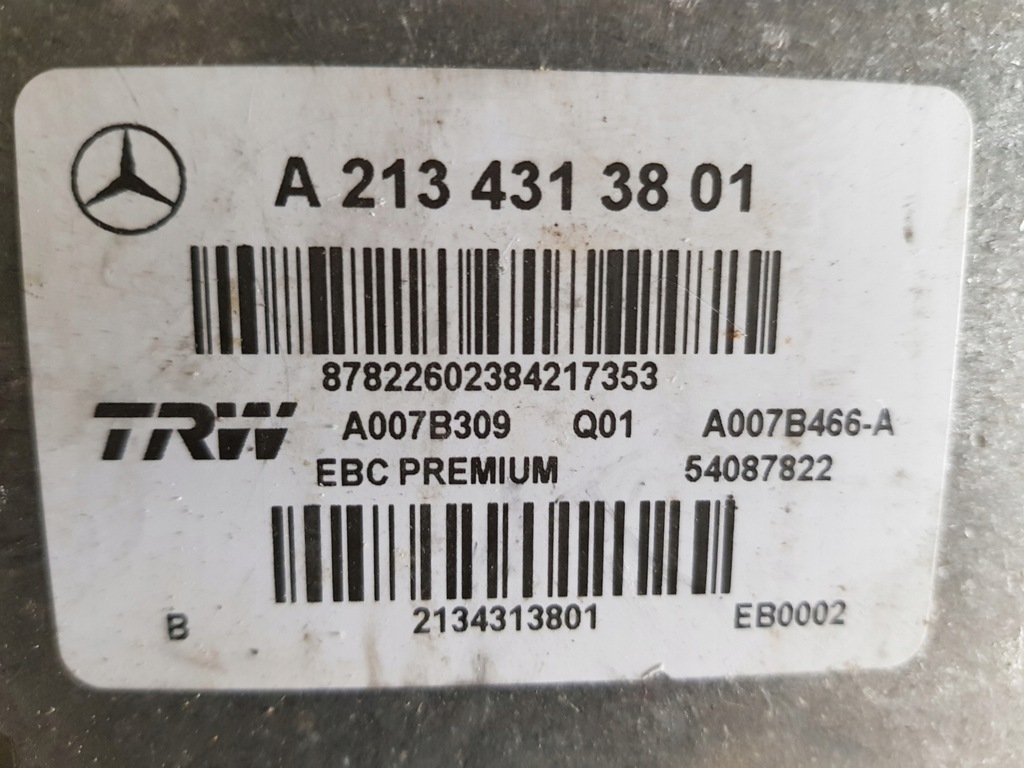 A 213 431 38 01
87822602384217353
TRW A007B309 Q01 A007B466-A
EBC PREMIUM 54087822
B 2134313801 EB0002